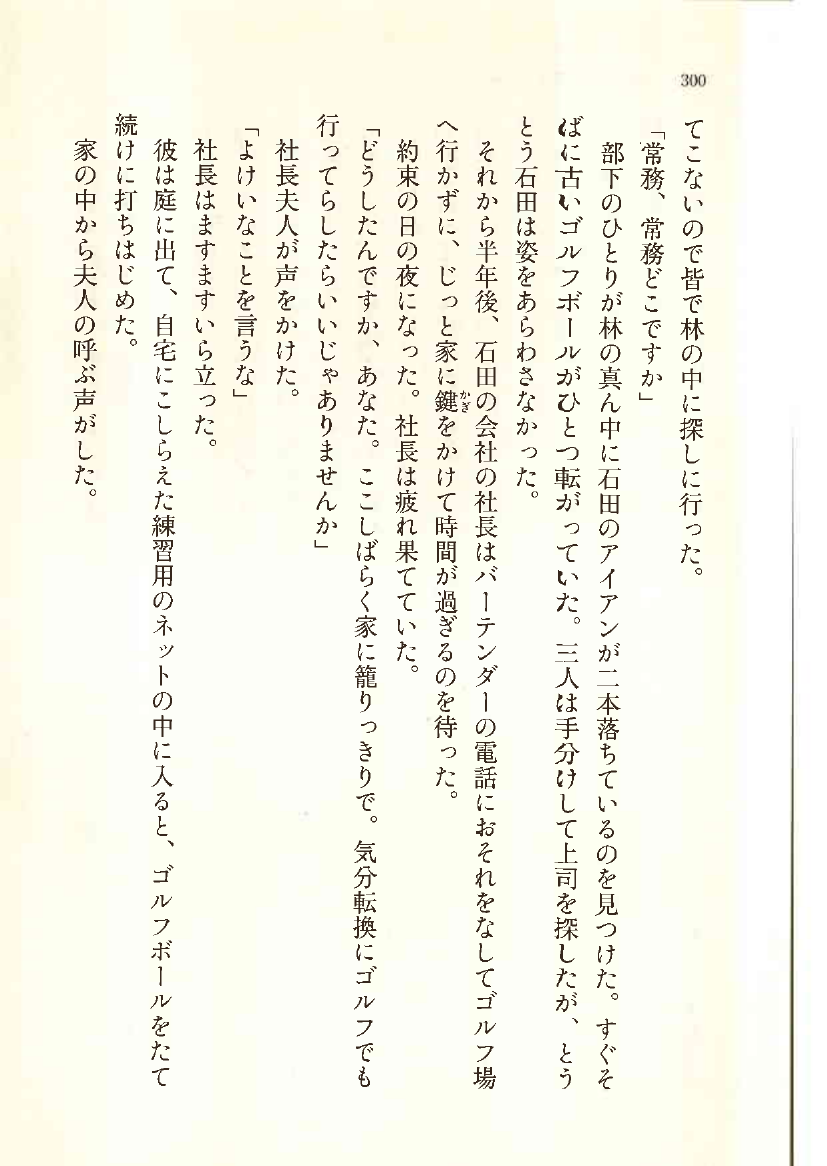 300
てこないので皆で林の中に探しに行った。
「常務、常務どこですか」
部下のひとりが林の真ん中に石田のアイアンが二本落ちているのを見つけた。すぐそ
ばに古いゴルフボールがひとつ転がっていた。三人は手分けして上司を探したが、とう
とう石田は姿をあらわさなかった。
それから半年後、石田の会社の社長はバーテンダーの電話におそれをなしてゴルフ場
へ行かずに、じっと家に鍵をかけて時間が過ぎるのを待った。
かぎ
約束の日の夜になった。社長は疲れ果てていた。
「どうしたんですか、あなた。ここしばらく家に籠りっきりで。気分転換にゴルフでも
行ってらしたらいいじゃありませんか」
社長夫人が声をかけた。
「よけいなことを言うな」
社長はますますいら立った。
彼は庭に出て、自宅にこしらえた練習用のネットの中に入ると、ゴルフボールをたて
続けに打ちはじめた。
家の中から夫人の呼ぶ声がした。